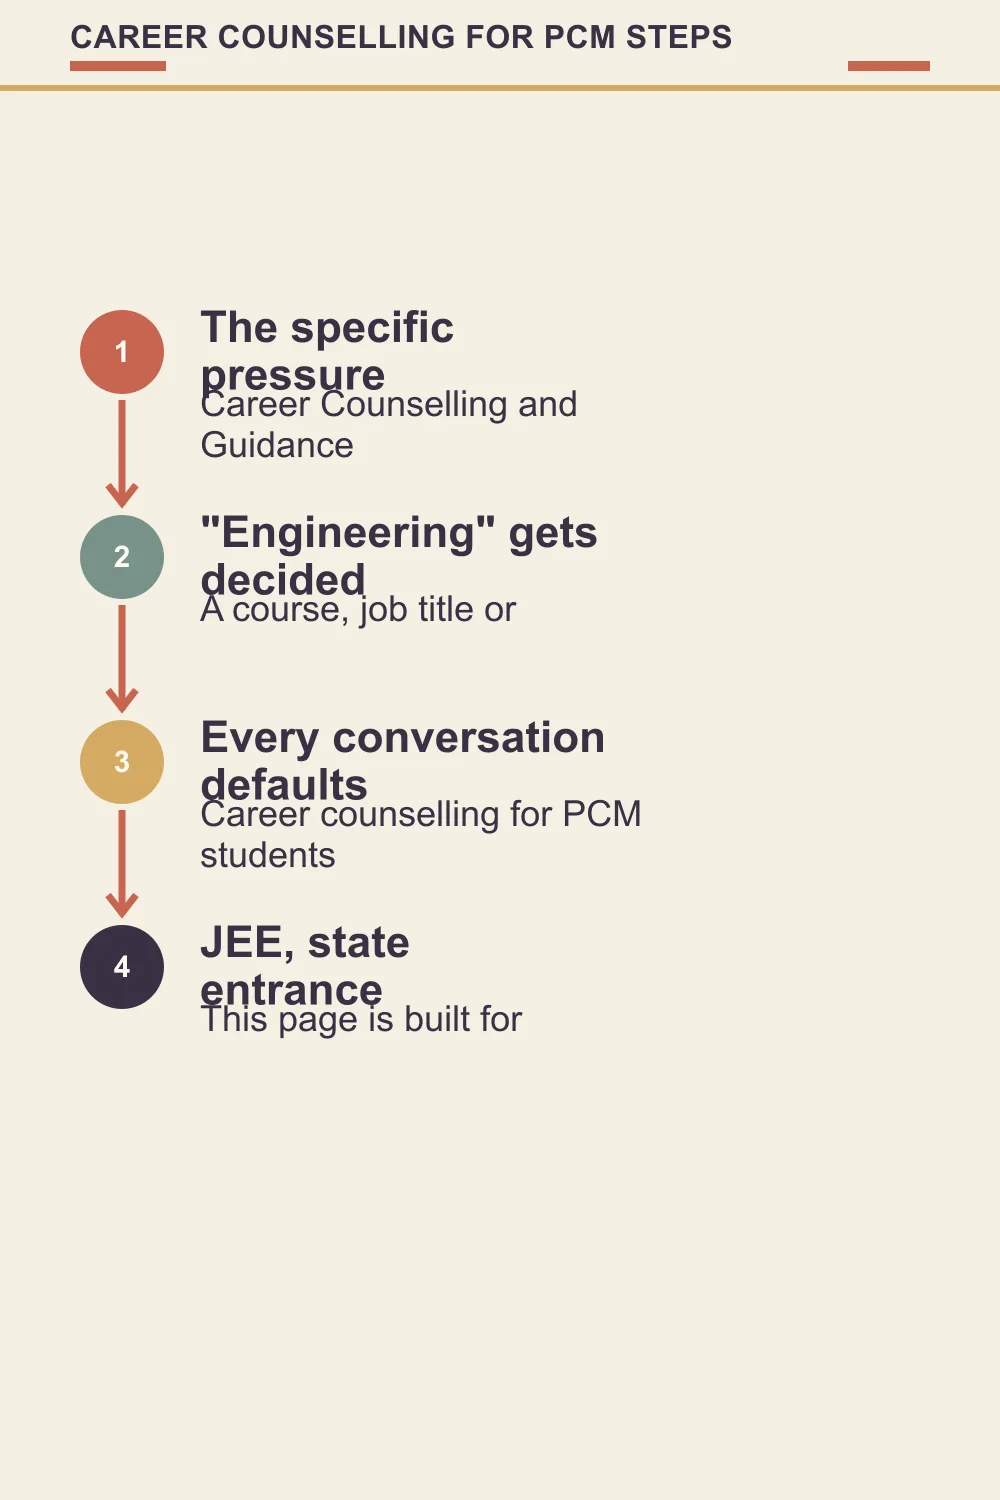 CAREER COUNSELLING FOR PCM STEPS
1
The specific
pressure
Career Counselling and
Guidance
2
"Engineering" gets
decided
A course, job title or
3
Every conversation
defaults
Career counselling for PCM
students
4
JEE, state
entrance
This page is built for